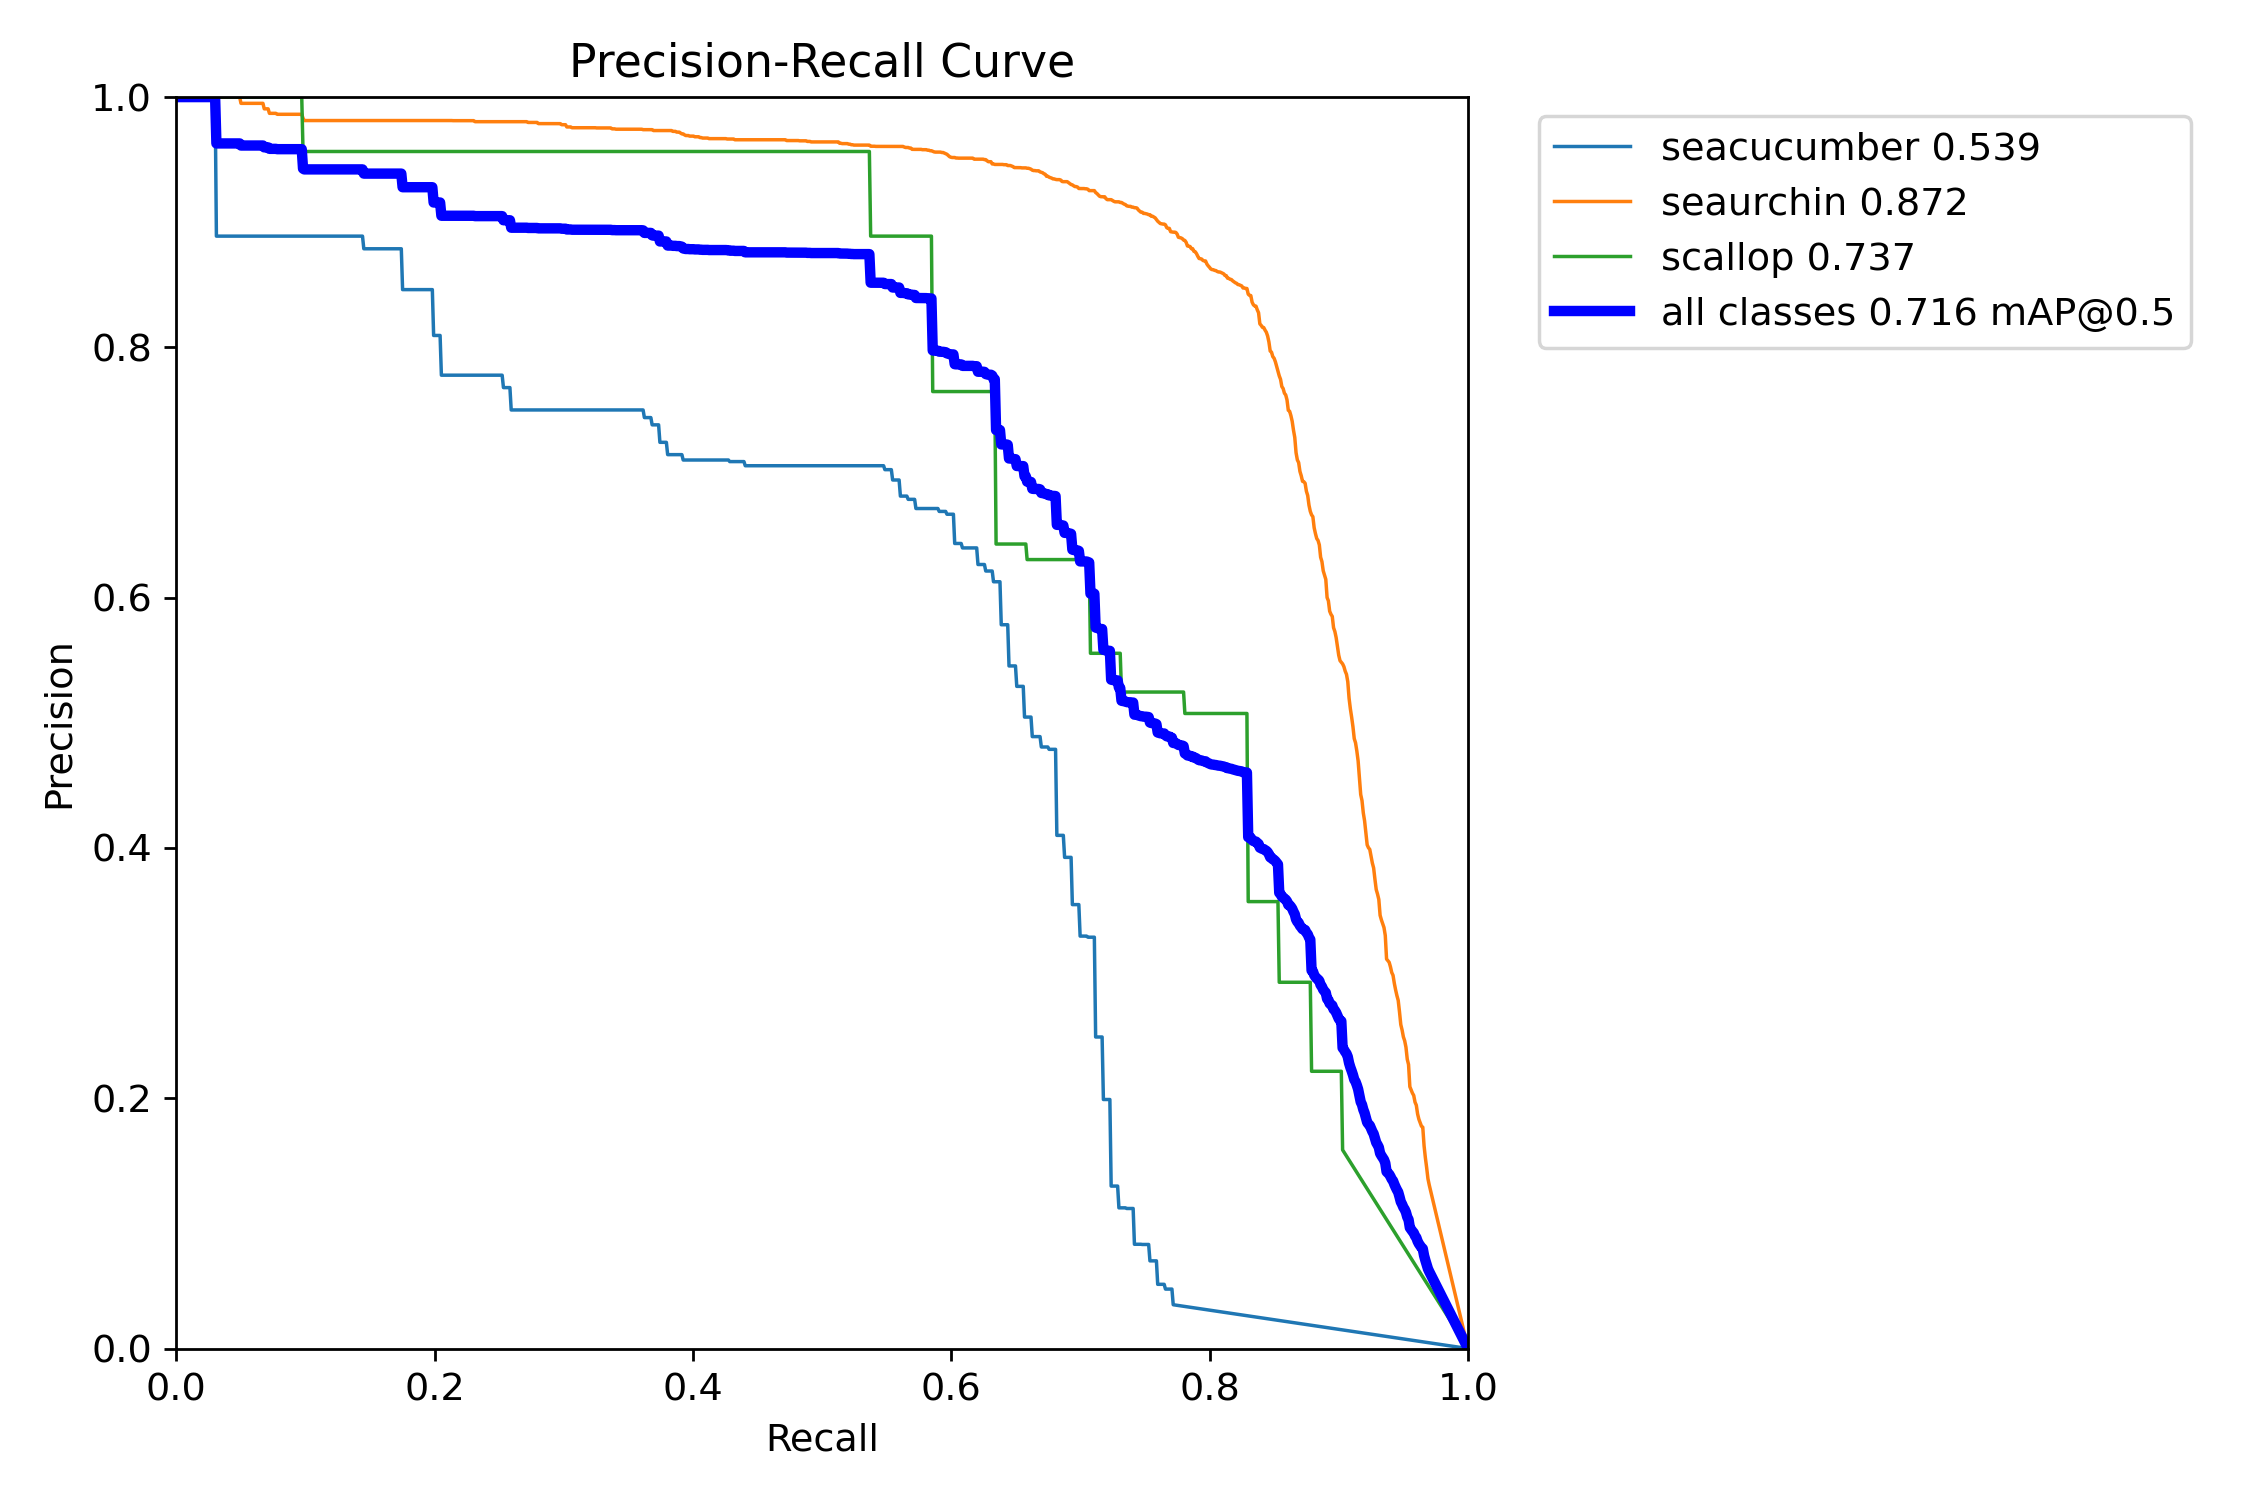 Precision-Recall Curve
1.0
0.8
0.6
0.4
0.2
0.0
Precision
0.0 0.2 0.4 0.6 0.8 1.0
Recall
seacucumber 0.539
seaurchin 0.872
scallop 0.737
all classes 0.716 mAP@0.5